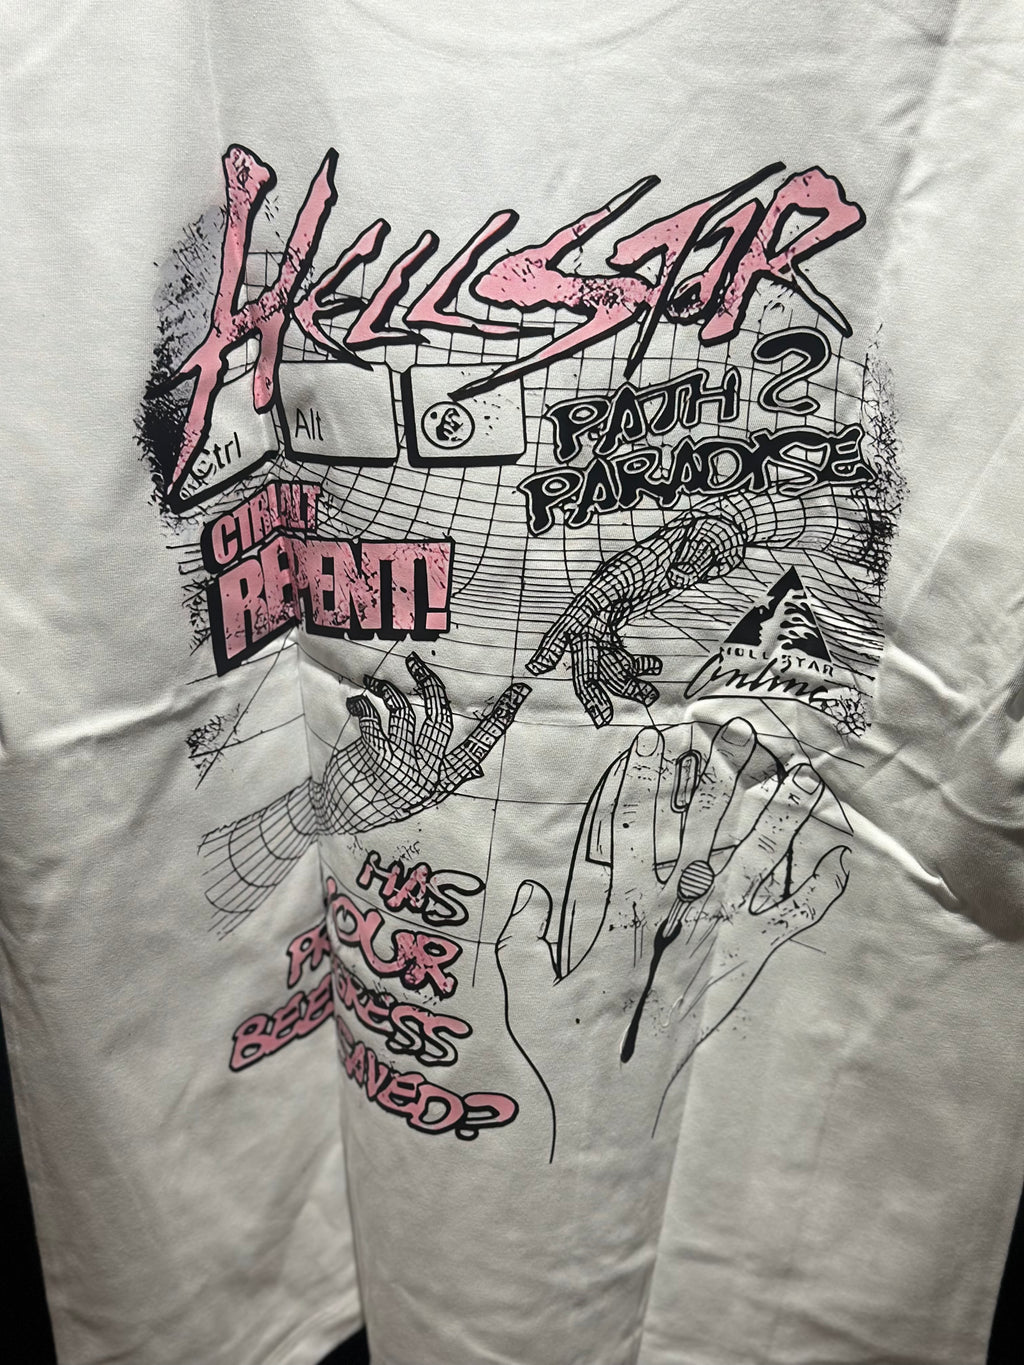 HELLSTAR
PATH 2
PARADISE
Ctrl
Alt
CTRL ALT
REPENT!
HELLSTAR
Online
HAS
YOUR
PROGRESS
BEEN SAVED?